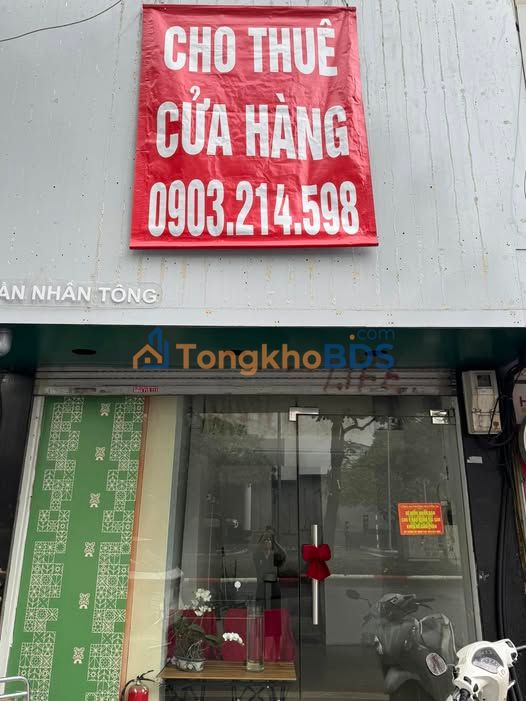 CHO THUÊ
CỬA HÀNG
0903.214.598
ẦN NHÂN TÔNG
TongkhoBDS
.com